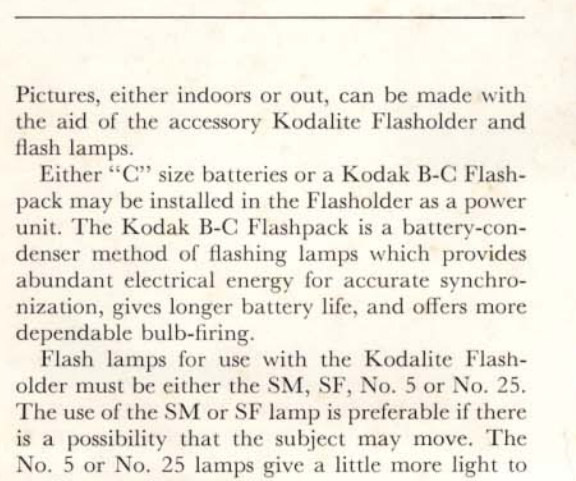 Pictures, either indoors or out, can be made with
the aid of the accessory Kodalite Flasholder and
flash lamps.
Either “C” size batteries or a Kodak B-C Flash-
pack may be installed in the Flasholder as a power
unit. The Kodak B-C Flashpack is a battery-con-
denser method of flashing lamps which provides
abundant electrical energy for accurate synchro-
nization, gives longer battery life, and offers more
dependable bulb-firing.
Flash lamps for use with the Kodalite Flash-
older must be either the SM, SF, No. 5 or No. 25.
The use of the SM or SF lamp is preferable if there
is a possibility that the subject may move. The
No. 5 or No. 25 lamps give a little more light to